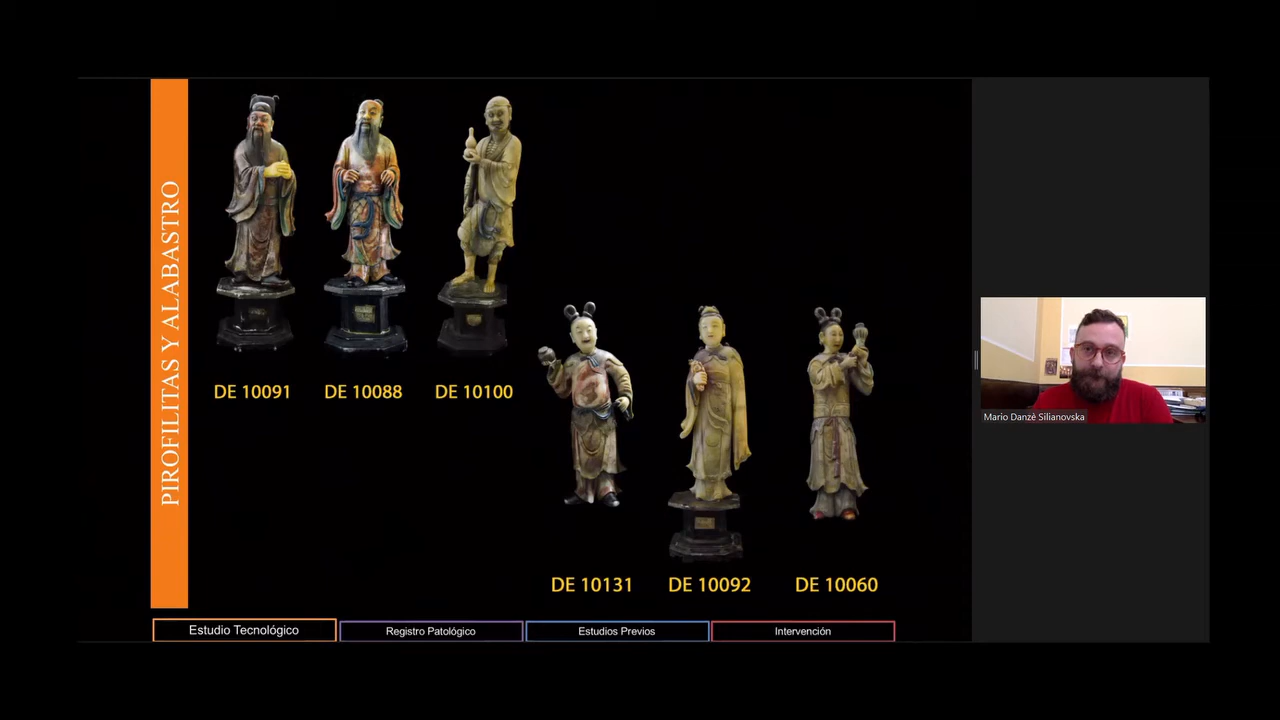 PIROFILITAS Y ALABASTRO
DE 10091
DE 10088
DE 10100
DE 10131
DE 10092
DE 10060
Estudio Tecnológico
Registro Patológico
Estudios Previos
Intervención
Mario Danzè Silianovska